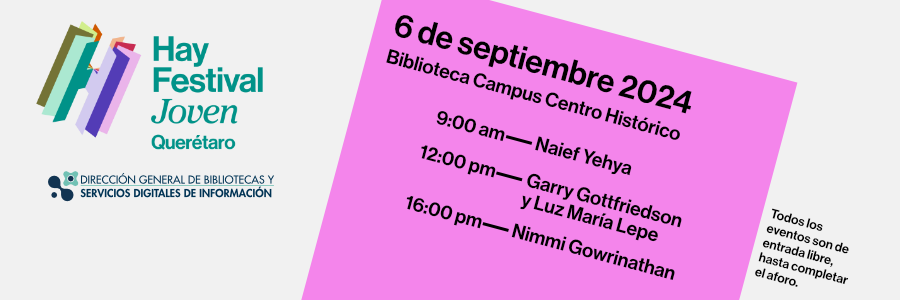 Hay
Festival
Joven
Querétaro
DIRECCIÓN GENERAL DE BIBLIOTECAS Y
SERVICIOS DIGITALES DE INFORMACIÓN
6 de septiembre 2024
Biblioteca Campus Centro Histórico
9:00 am—Naief Yehya
12:00 pm—Garry Gottfriedson
y Luz María Lepe
16:00 pm—Nimmi Gowrinathan
Todos los
eventos son de
entrada libre,
hasta completar
el aforo.